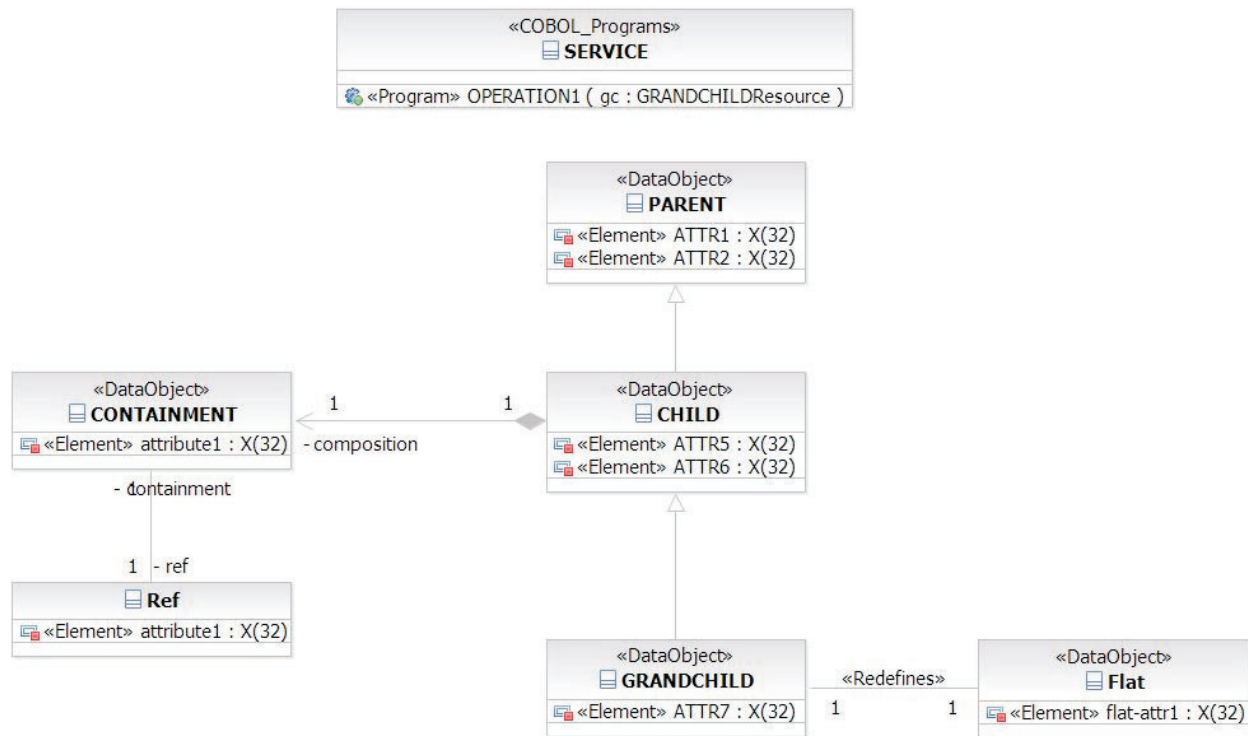 «COBOL_Programs»
SERVICE
«Program» OPERATION1 ( gc : GRANDCHILDResource )
«DataObject»
PARENT
«Element» ATTR1 : X(32)
«Element» ATTR2 : X(32)
«DataObject»
CONTAINMENT
«Element» attribute1 : X(32)
1
1
- composition
«DataObject»
CHILD
«Element» ATTR5 : X(32)
«Element» ATTR6 : X(32)
- containment
1
1
- ref
Ref
«Element» attribute1 : X(32)
«DataObject»
GRANDCHILD
«Element» ATTR7 : X(32)
«Redefines»
1
1
«DataObject»
Flat
«Element» flat-attr1 : X(32)